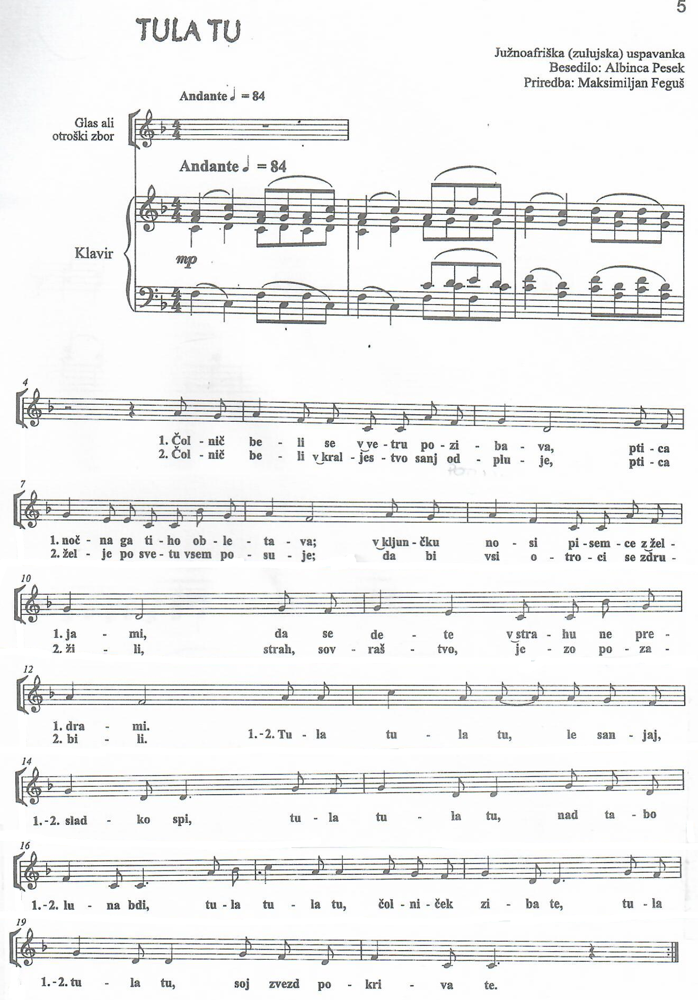 5
TULA TU
Južnoafriška (zulujska) uspavanka
Besedilo: Albinca Pesek
Priredba: Maksimiljan Feguš
Andante ♩ = 84
Glas ali
otroški zbor
Andante ♩ = 84
Klavir
mp
4
1. Čol - nič be - li se v ve - tru po - zi - ba - va, pti - ca
2. Čol - nič be - li v kral - jes - tvo sanj od - plu - je, pti - ca
7
1. noč - na ga ti - ho ob - le - ta - va; v kljun - čku no - si pi - sem - ce z žel -
2. žel - je po sve - tu vsem po - su - je; da bi vsi o - tro - ci se zdru -
10
1. ja - mi, da se de - te v stra - hu ne pre -
2. ži - li, strah, sov - raš - tvo, je - zo po - za -
12
1. dra - mi. 1.-2. Tu - la tu - la tu, le san - jaj,
2. bi - li.
14
1.-2. slad - ko spi, tu - la tu - la tu, nad ta - bo
16
1.-2. lu - na bdi, tu - la tu - la tu, čol - ni - ček zi - ba te, tu - la
19
1.-2. tu - la tu, soj zvezd po - kri - va te.